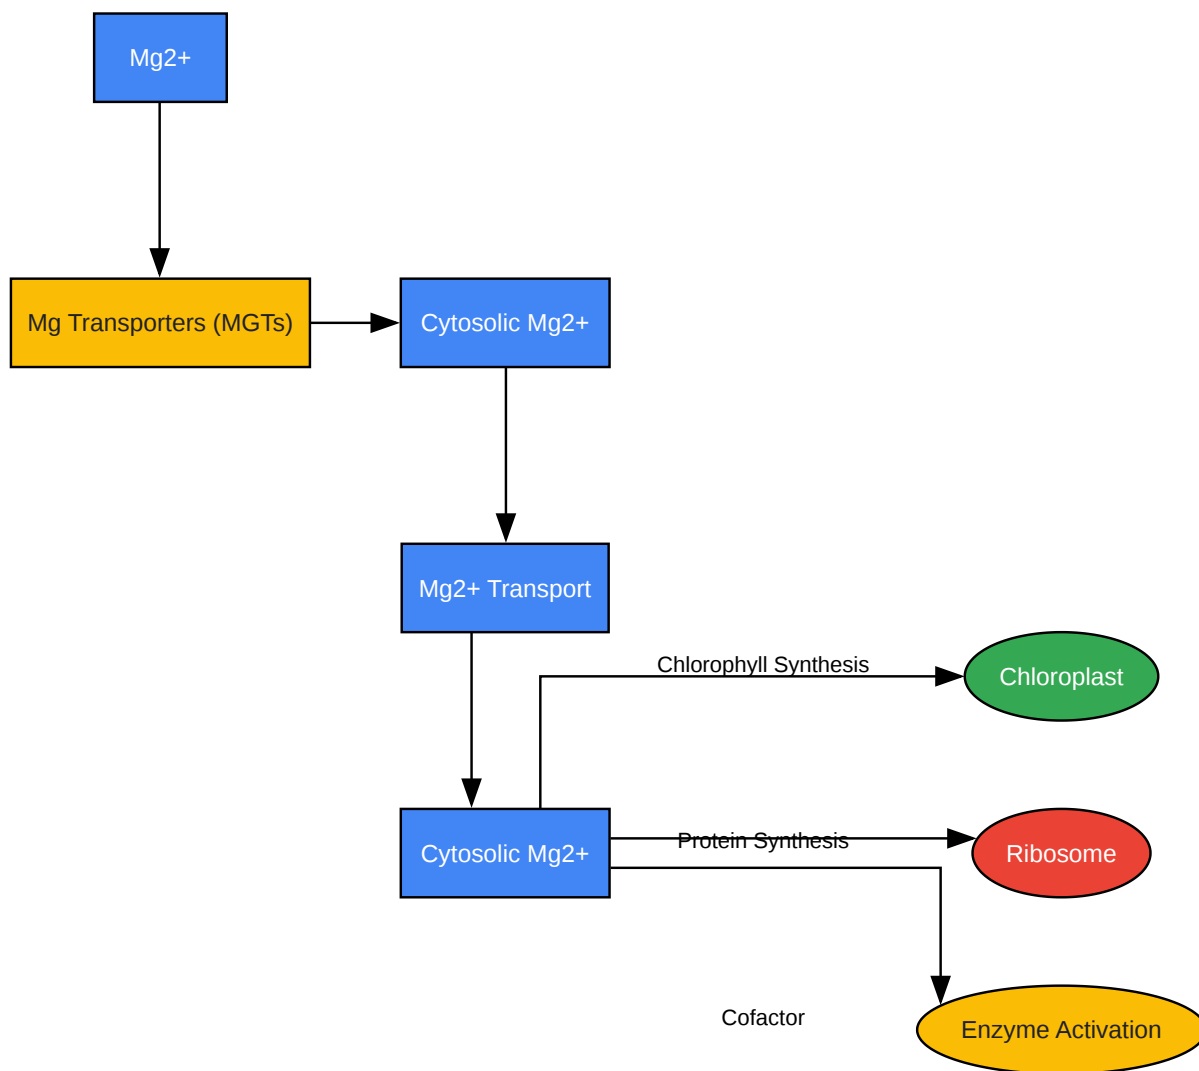 Mg2+
Mg Transporters (MGTs)
Cytosolic Mg2+
Mg2+ Transport
Chlorophyll Synthesis
Chloroplast
Cytosolic Mg2+
Protein Synthesis
Ribosome
Cofactor
Enzyme Activation